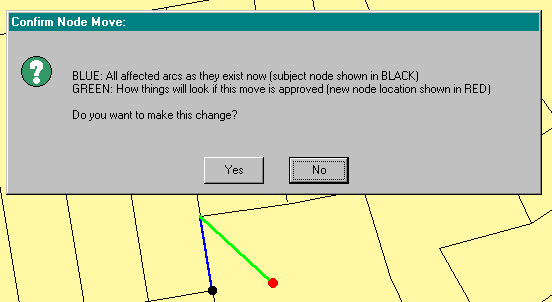 Confirm Node Move:
BLUE: All affected arcs as they exist now (subject node shown in BLACK)
GREEN: How things will look if this move is approved (new node location shown in RED)
Do you want to make this change?
Yes No